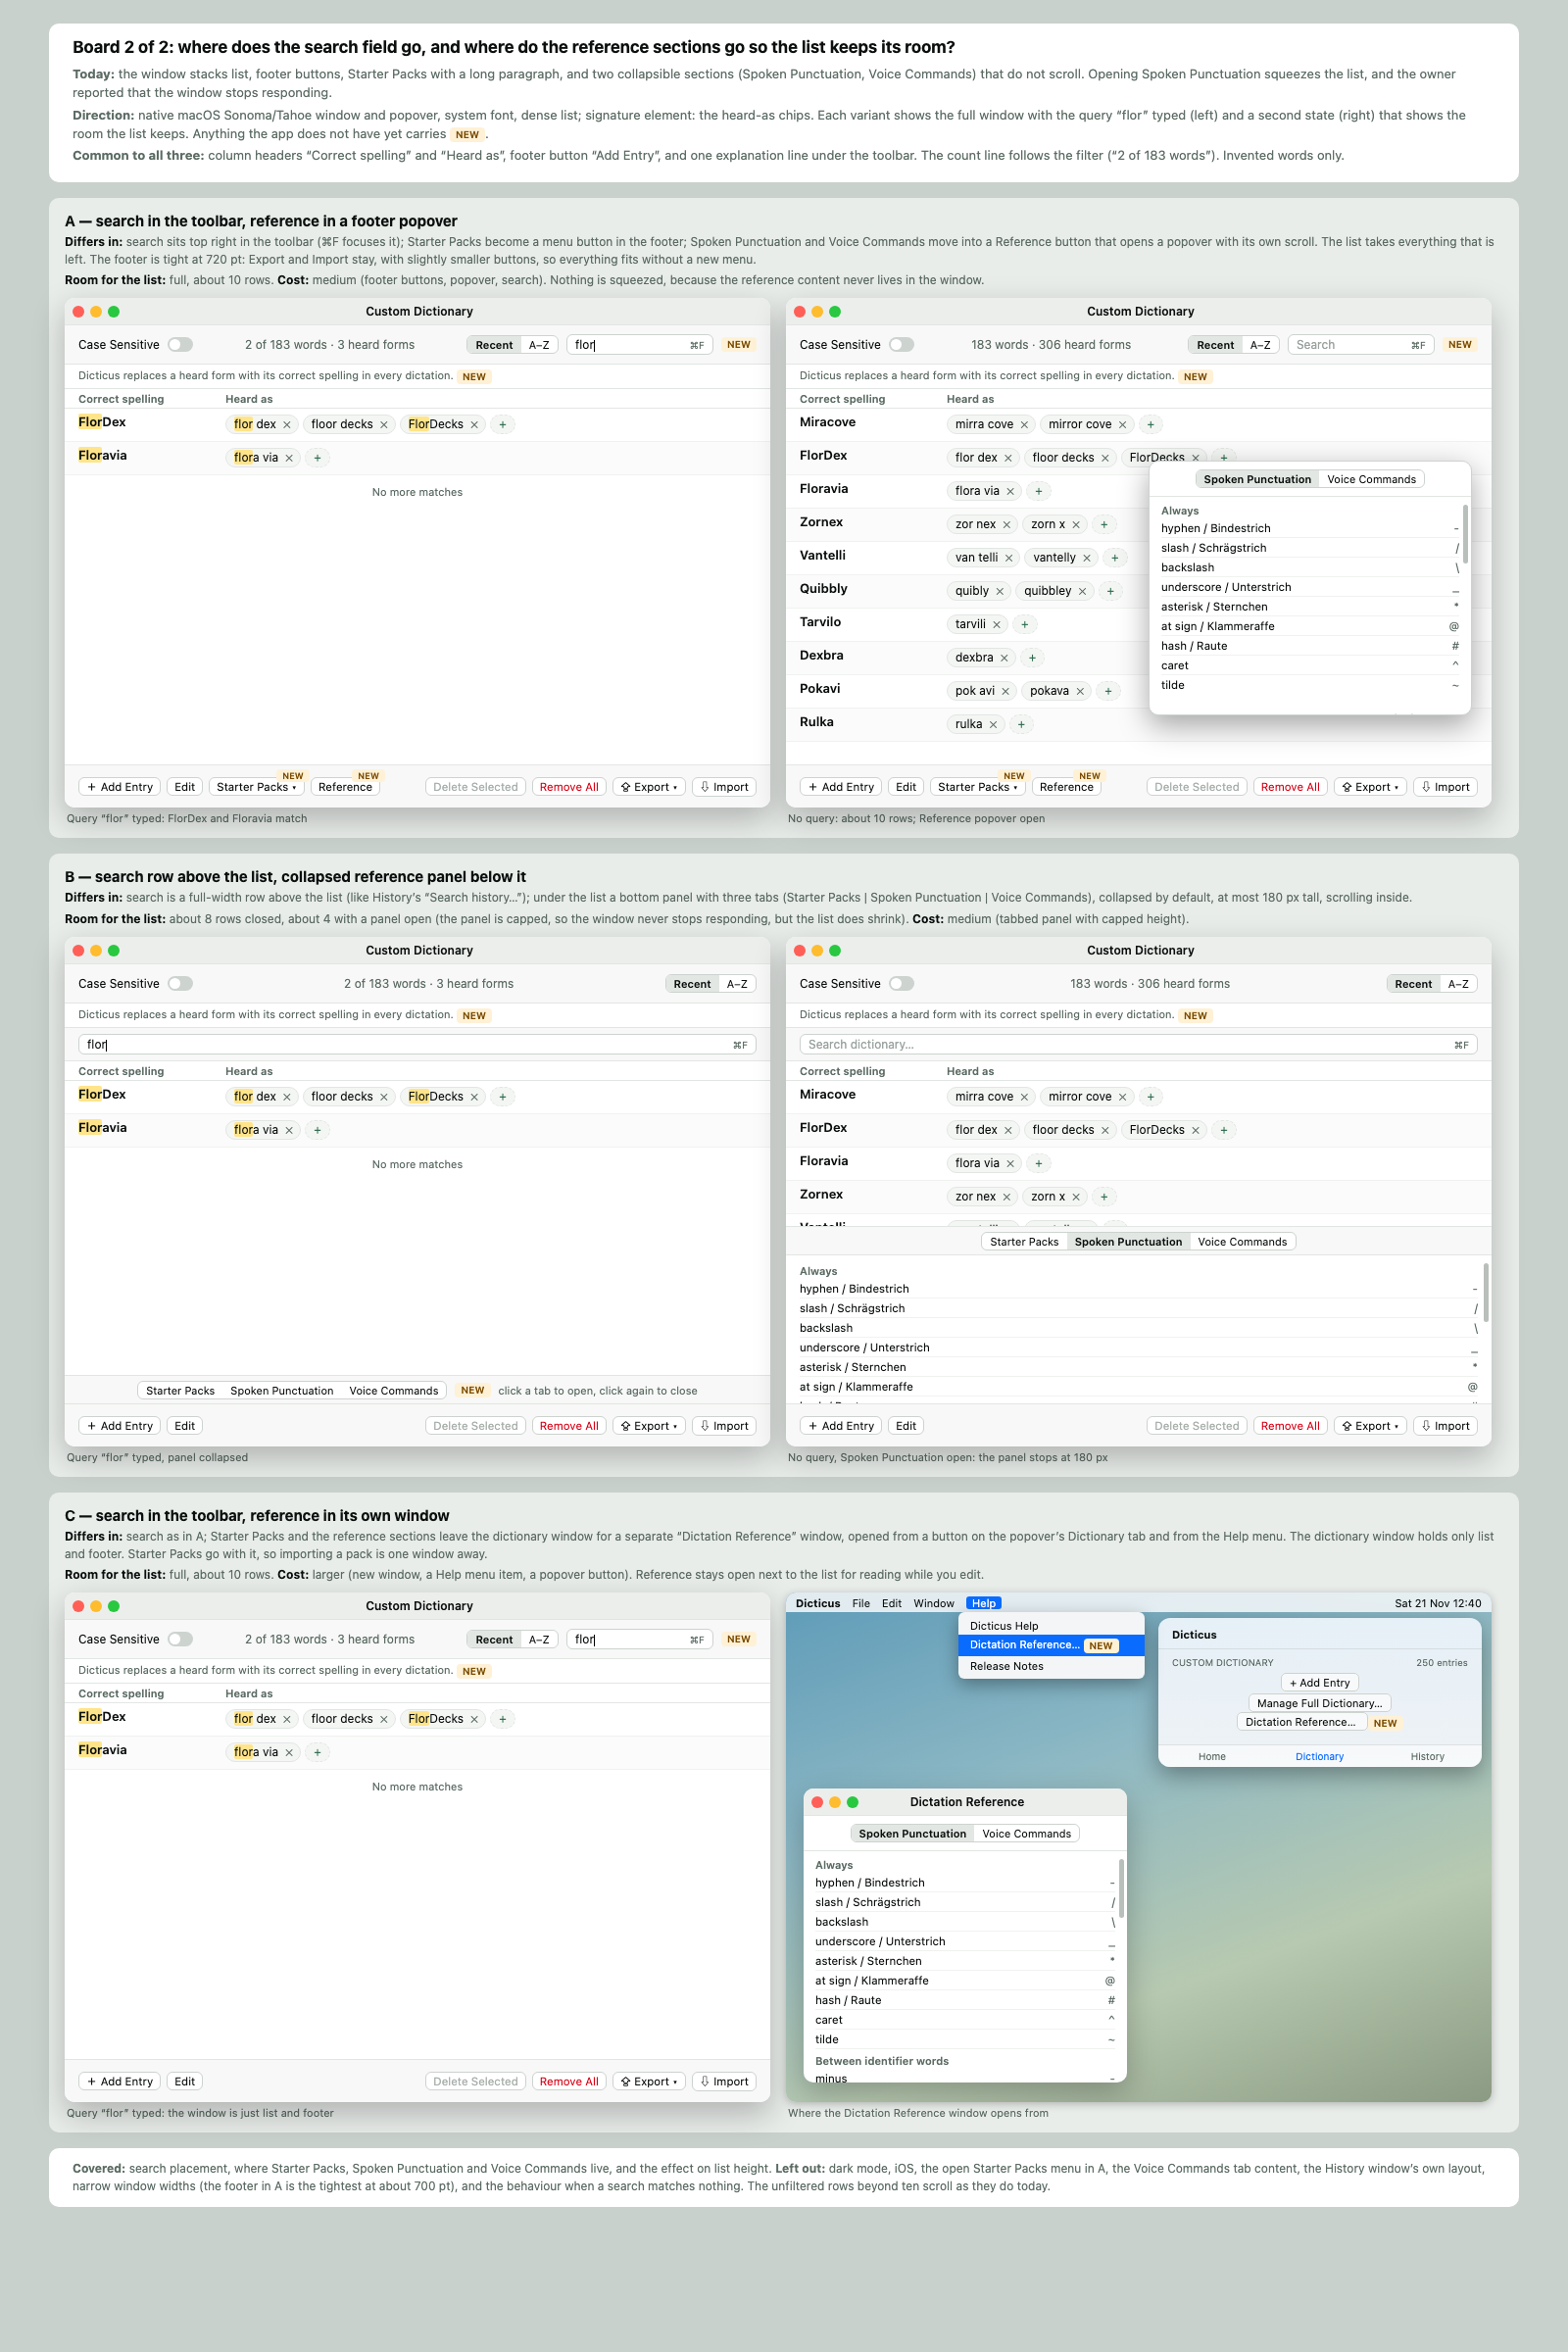 Board 2 of 2: where does the search field go, and where do the reference sections go so the list keeps its room?
Today: the window stacks list, footer buttons, Starter Packs with a long paragraph, and two collapsible sections (Spoken Punctuation, Voice Commands) that do not scroll. Opening Spoken Punctuation squeezes the list, and the owner
reported that the window stops responding.
Direction: native macOS Sonoma/Tahoe window and popover, system font, dense list; signature element: the heard-as chips. Each variant shows the full window with the query “flor” typed (left) and a second state (right) that shows the
room the list keeps. Anything the app does not have yet carries NEW .
Common to all three: column headers “Correct spelling” and “Heard as”, footer button “Add Entry”, and one explanation line under the toolbar. The count line follows the filter (“2 of 183 words”). Invented words only.
A — search in the toolbar, reference in a footer popover
Differs in: search sits top right in the toolbar (⌘F focuses it); Starter Packs become a menu button in the footer; Spoken Punctuation and Voice Commands move into a Reference button that opens a popover with its own scroll. The list takes everything that is
left. The footer is tight at 720 pt: Export and Import stay, with slightly smaller buttons, so everything fits without a new menu.
Room for the list: full, about 10 rows. Cost: medium (footer buttons, popover, search). Nothing is squeezed, because the reference content never lives in the window.
Custom Dictionary
Case Sensitive 2 of 183 words · 3 heard forms Recent A–Z flor ⌘F NEW
Dicticus replaces a heard form with its correct spelling in every dictation. NEW
Correct spelling Heard as
FlorDex flor dex × floor decks × FlorDecks × +
Floravia flora via × +
No more matches
+ Add Entry Edit Starter Packs ▾ NEW Reference NEW Delete Selected Remove All Export ▾ Import
Query “flor” typed: FlorDex and Floravia match
Custom Dictionary
Case Sensitive 183 words · 306 heard forms Recent A–Z Search ⌘F NEW
Dicticus replaces a heard form with its correct spelling in every dictation. NEW
Correct spelling Heard as
Miracove mirra cove × mirror cove × +
FlorDex flor dex × floor decks × FlorDecks × +
Floravia flora via × +
Zornex zor nex × zorn x × +
Vantelli van telli × vantelly × +
Quibbly quibly × quibbley × +
Tarvilo tarvili × +
Dexbra dexbra × +
Pokavi pok avi × pokava × +
Rulka rulka × +
Spoken Punctuation Voice Commands
Always
hyphen / Bindestrich -
slash / Schrägstrich /
backslash \
underscore / Unterstrich _
asterisk / Sternchen *
at sign / Klammeraffe @
hash / Raute #
caret ^
tilde ~
+ Add Entry Edit Starter Packs ▾ NEW Reference NEW Delete Selected Remove All Export ▾ Import
No query: about 10 rows; Reference popover open
B — search row above the list, collapsed reference panel below it
Differs in: search is a full-width row above the list (like History’s “Search history…”); under the list a bottom panel with three tabs (Starter Packs | Spoken Punctuation | Voice Commands), collapsed by default, at most 180 px tall, scrolling inside.
Room for the list: about 8 rows closed, about 4 with a panel open (the panel is capped, so the window never stops responding, but the list does shrink). Cost: medium (tabbed panel with capped height).
Custom Dictionary
Case Sensitive 2 of 183 words · 3 heard forms Recent A–Z
Dicticus replaces a heard form with its correct spelling in every dictation. NEW
flor ⌘F
Correct spelling Heard as
FlorDex flor dex × floor decks × FlorDecks × +
Floravia flora via × +
No more matches
Starter Packs Spoken Punctuation Voice Commands NEW click a tab to open, click again to close
+ Add Entry Edit Delete Selected Remove All Export ▾ Import
Query “flor” typed, panel collapsed
Custom Dictionary
Case Sensitive 183 words · 306 heard forms Recent A–Z
Dicticus replaces a heard form with its correct spelling in every dictation. NEW
Search dictionary… ⌘F
Correct spelling Heard as
Miracove mirra cove × mirror cove × +
FlorDex flor dex × floor decks × FlorDecks × +
Floravia flora via × +
Zornex zor nex × zorn x × +
Starter Packs Spoken Punctuation Voice Commands
Always
hyphen / Bindestrich -
slash / Schrägstrich /
backslash \
underscore / Unterstrich _
asterisk / Sternchen *
at sign / Klammeraffe @
+ Add Entry Edit Delete Selected Remove All Export ▾ Import
No query, Spoken Punctuation open: the panel stops at 180 px
C — search in the toolbar, reference in its own window
Differs in: search as in A; Starter Packs and the reference sections leave the dictionary window for a separate “Dictation Reference” window, opened from a button on the popover’s Dictionary tab and from the Help menu. The dictionary window holds only list
and footer. Starter Packs go with it, so importing a pack is one window away.
Room for the list: full, about 10 rows. Cost: larger (new window, a Help menu item, a popover button). Reference stays open next to the list for reading while you edit.
Custom Dictionary
Case Sensitive 2 of 183 words · 3 heard forms Recent A–Z flor ⌘F NEW
Dicticus replaces a heard form with its correct spelling in every dictation. NEW
Correct spelling Heard as
FlorDex flor dex × floor decks × FlorDecks × +
Floravia flora via × +
No more matches
+ Add Entry Edit Delete Selected Remove All Export ▾ Import
Query “flor” typed: the window is just list and footer
Dicticus File Edit Window Help Sat 21 Nov 12:40
Dicticus Help
Dictation Reference… NEW
Release Notes
Dicticus
CUSTOM DICTIONARY 250 entries
+ Add Entry
Manage Full Dictionary…
Dictation Reference… NEW
Home Dictionary History
Dictation Reference
Spoken Punctuation Voice Commands
Always
hyphen / Bindestrich -
slash / Schrägstrich /
backslash \
underscore / Unterstrich _
asterisk / Sternchen *
at sign / Klammeraffe @
hash / Raute #
caret ^
tilde ~
Between identifier words
minus -
Where the Dictation Reference window opens from
Covered: search placement, where Starter Packs, Spoken Punctuation and Voice Commands live, and the effect on list height. Left out: dark mode, iOS, the open Starter Packs menu in A, the Voice Commands tab content, the History window’s own layout,
narrow window widths (the footer in A is the tightest at about 700 pt), and the behaviour when a search matches nothing. The unfiltered rows beyond ten scroll as they do today.